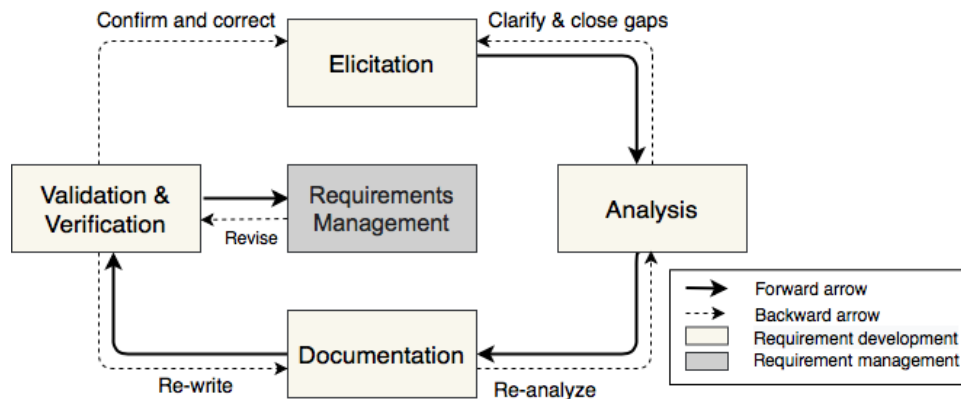 Confirm and correct
Clarify & close gaps
Elicitation
Validation &
Verification
Requirements
Management
Analysis
Revise
Forward arrow
Backward arrow
Requirement development
Requirement management
Documentation
Re-write
Re-analyze